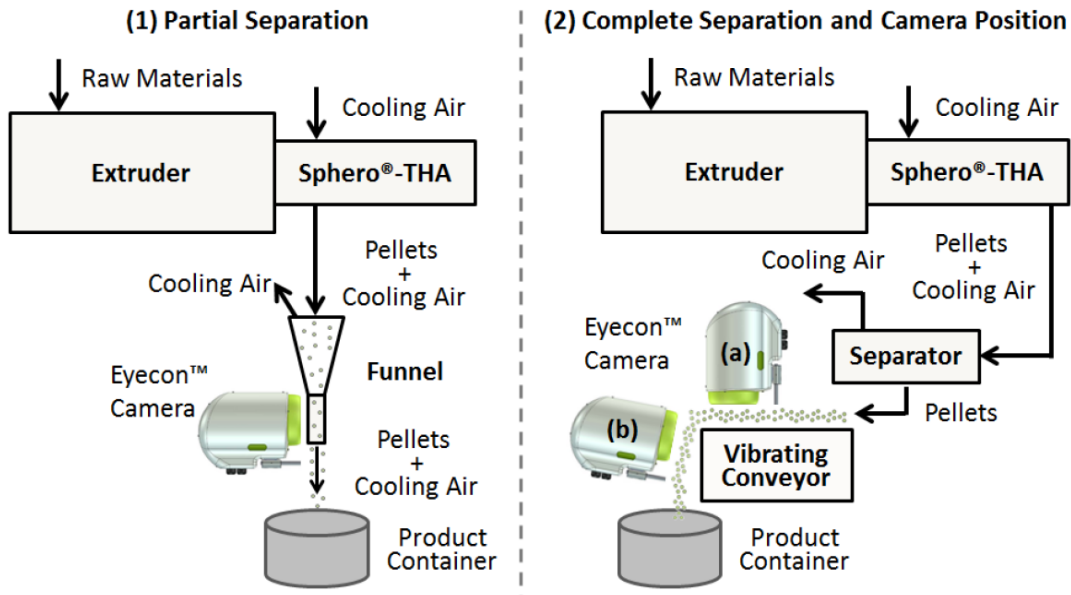 (1) Partial Separation
Raw Materials
Cooling Air
Extruder
Sphero®-THA
Pellets
+
Cooling Air
Cooling Air
Eyecon™
Camera
Funnel
Pellets
+
Cooling Air
Product
Container
(2) Complete Separation and Camera Position
Raw Materials
Cooling Air
Extruder
Sphero®-THA
Pellets
+
Cooling Air
Cooling Air
Eyecon™
Camera
(a)
Separator
Pellets
(b)
Vibrating
Conveyor
Product
Container